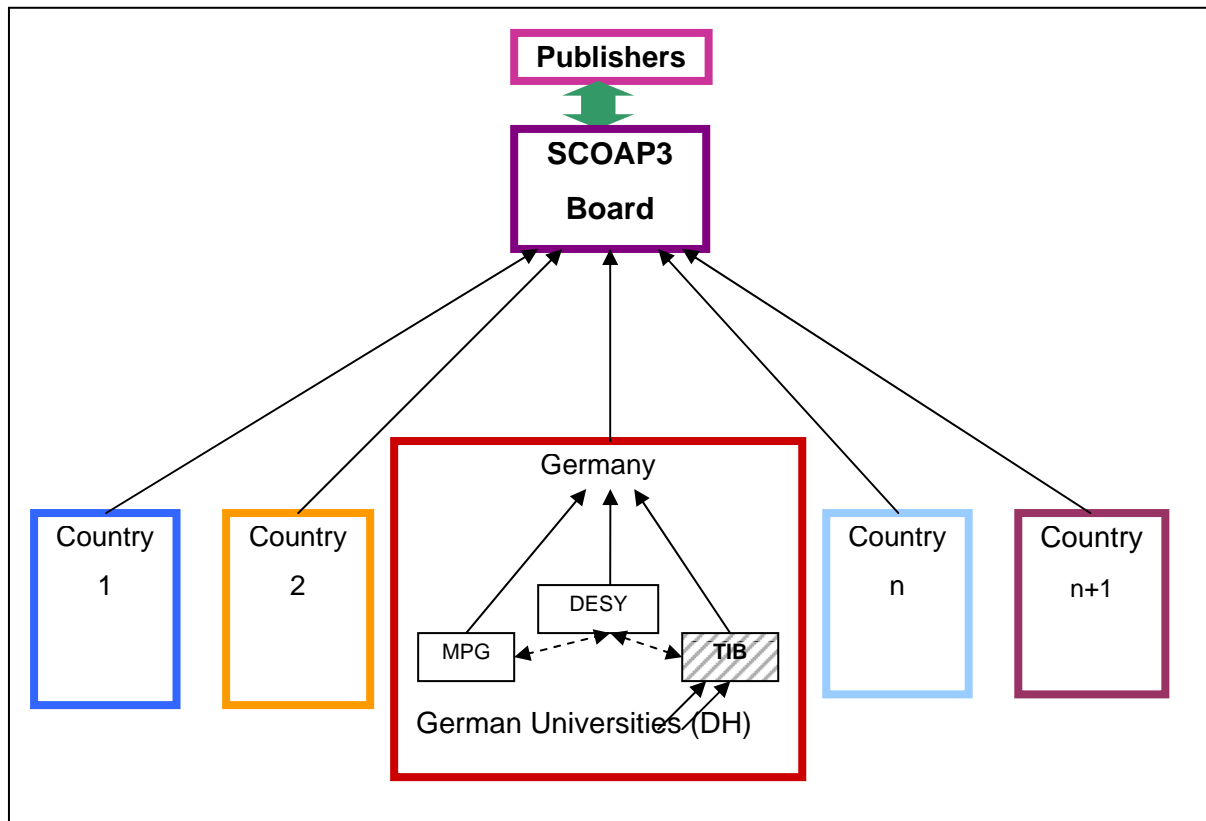 Publishers
SCOAP3
Board
Germany
Country
1
Country
2
Country
n
Country
n+1
DESY
MPG
TIB
German Universities (DH)